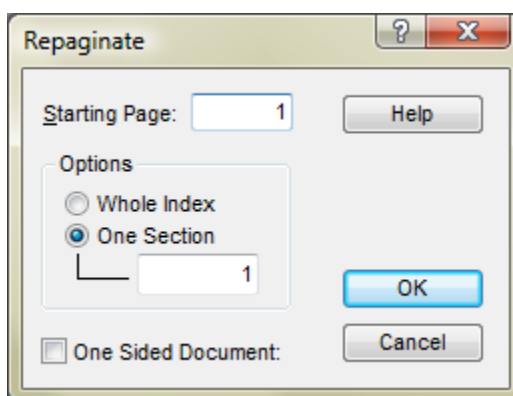 Repaginate
?
X
Starting Page: 1
Help
Options
Whole Index
One Section
1
OK
One Sided Document:
Cancel